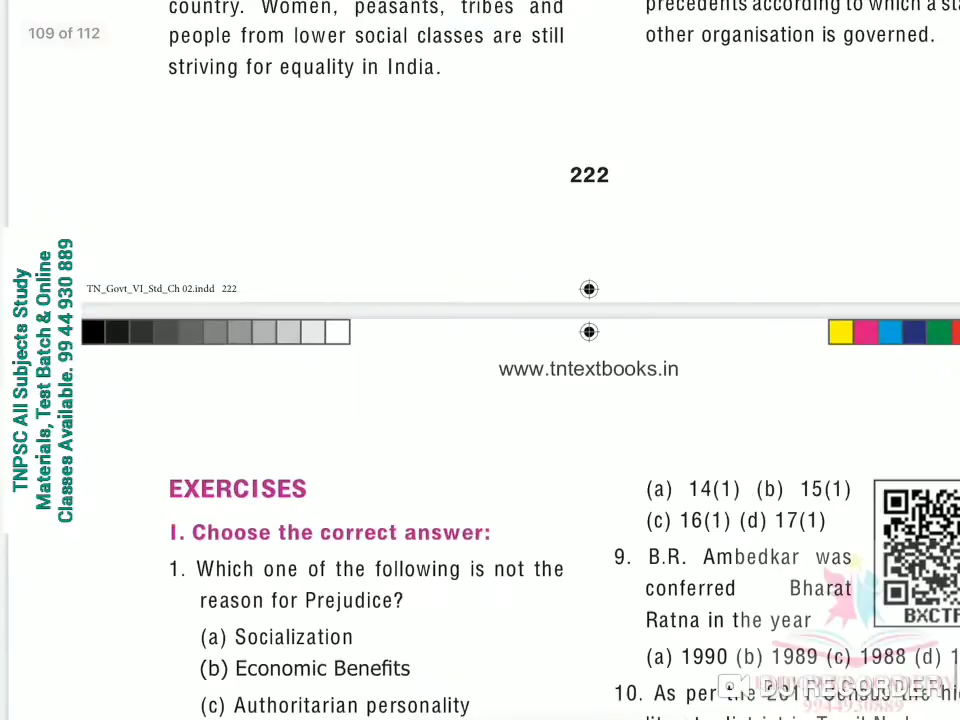 109 of 112
country. Women, peasants, tribes and
people from lower social classes are still
striving for equality in India.
precedents according to which a
other organisation is governed.
222
TN_Govt_VI_Std_Ch 02.indd 222
TNPSC All Subjects Study
Materials, Test Batch & Online
Classes Available. 99 44 930 889
www.tntextbooks.in
EXERCISES
I. Choose the correct answer:
1. Which one of the following is not the
reason for Prejudice?
(a) Socialization
(b) Economic Benefits
(c) Authoritarian personality
(a) 14(1) (b) 15(1)
(c) 16(1) (d) 17(1)
9. B.R. Ambedkar was
conferred Bharat
Ratna in the year
(a) 1990 (b) 1989 (c) 1988 (d)
10. As per the 2011 Census the
9944930889